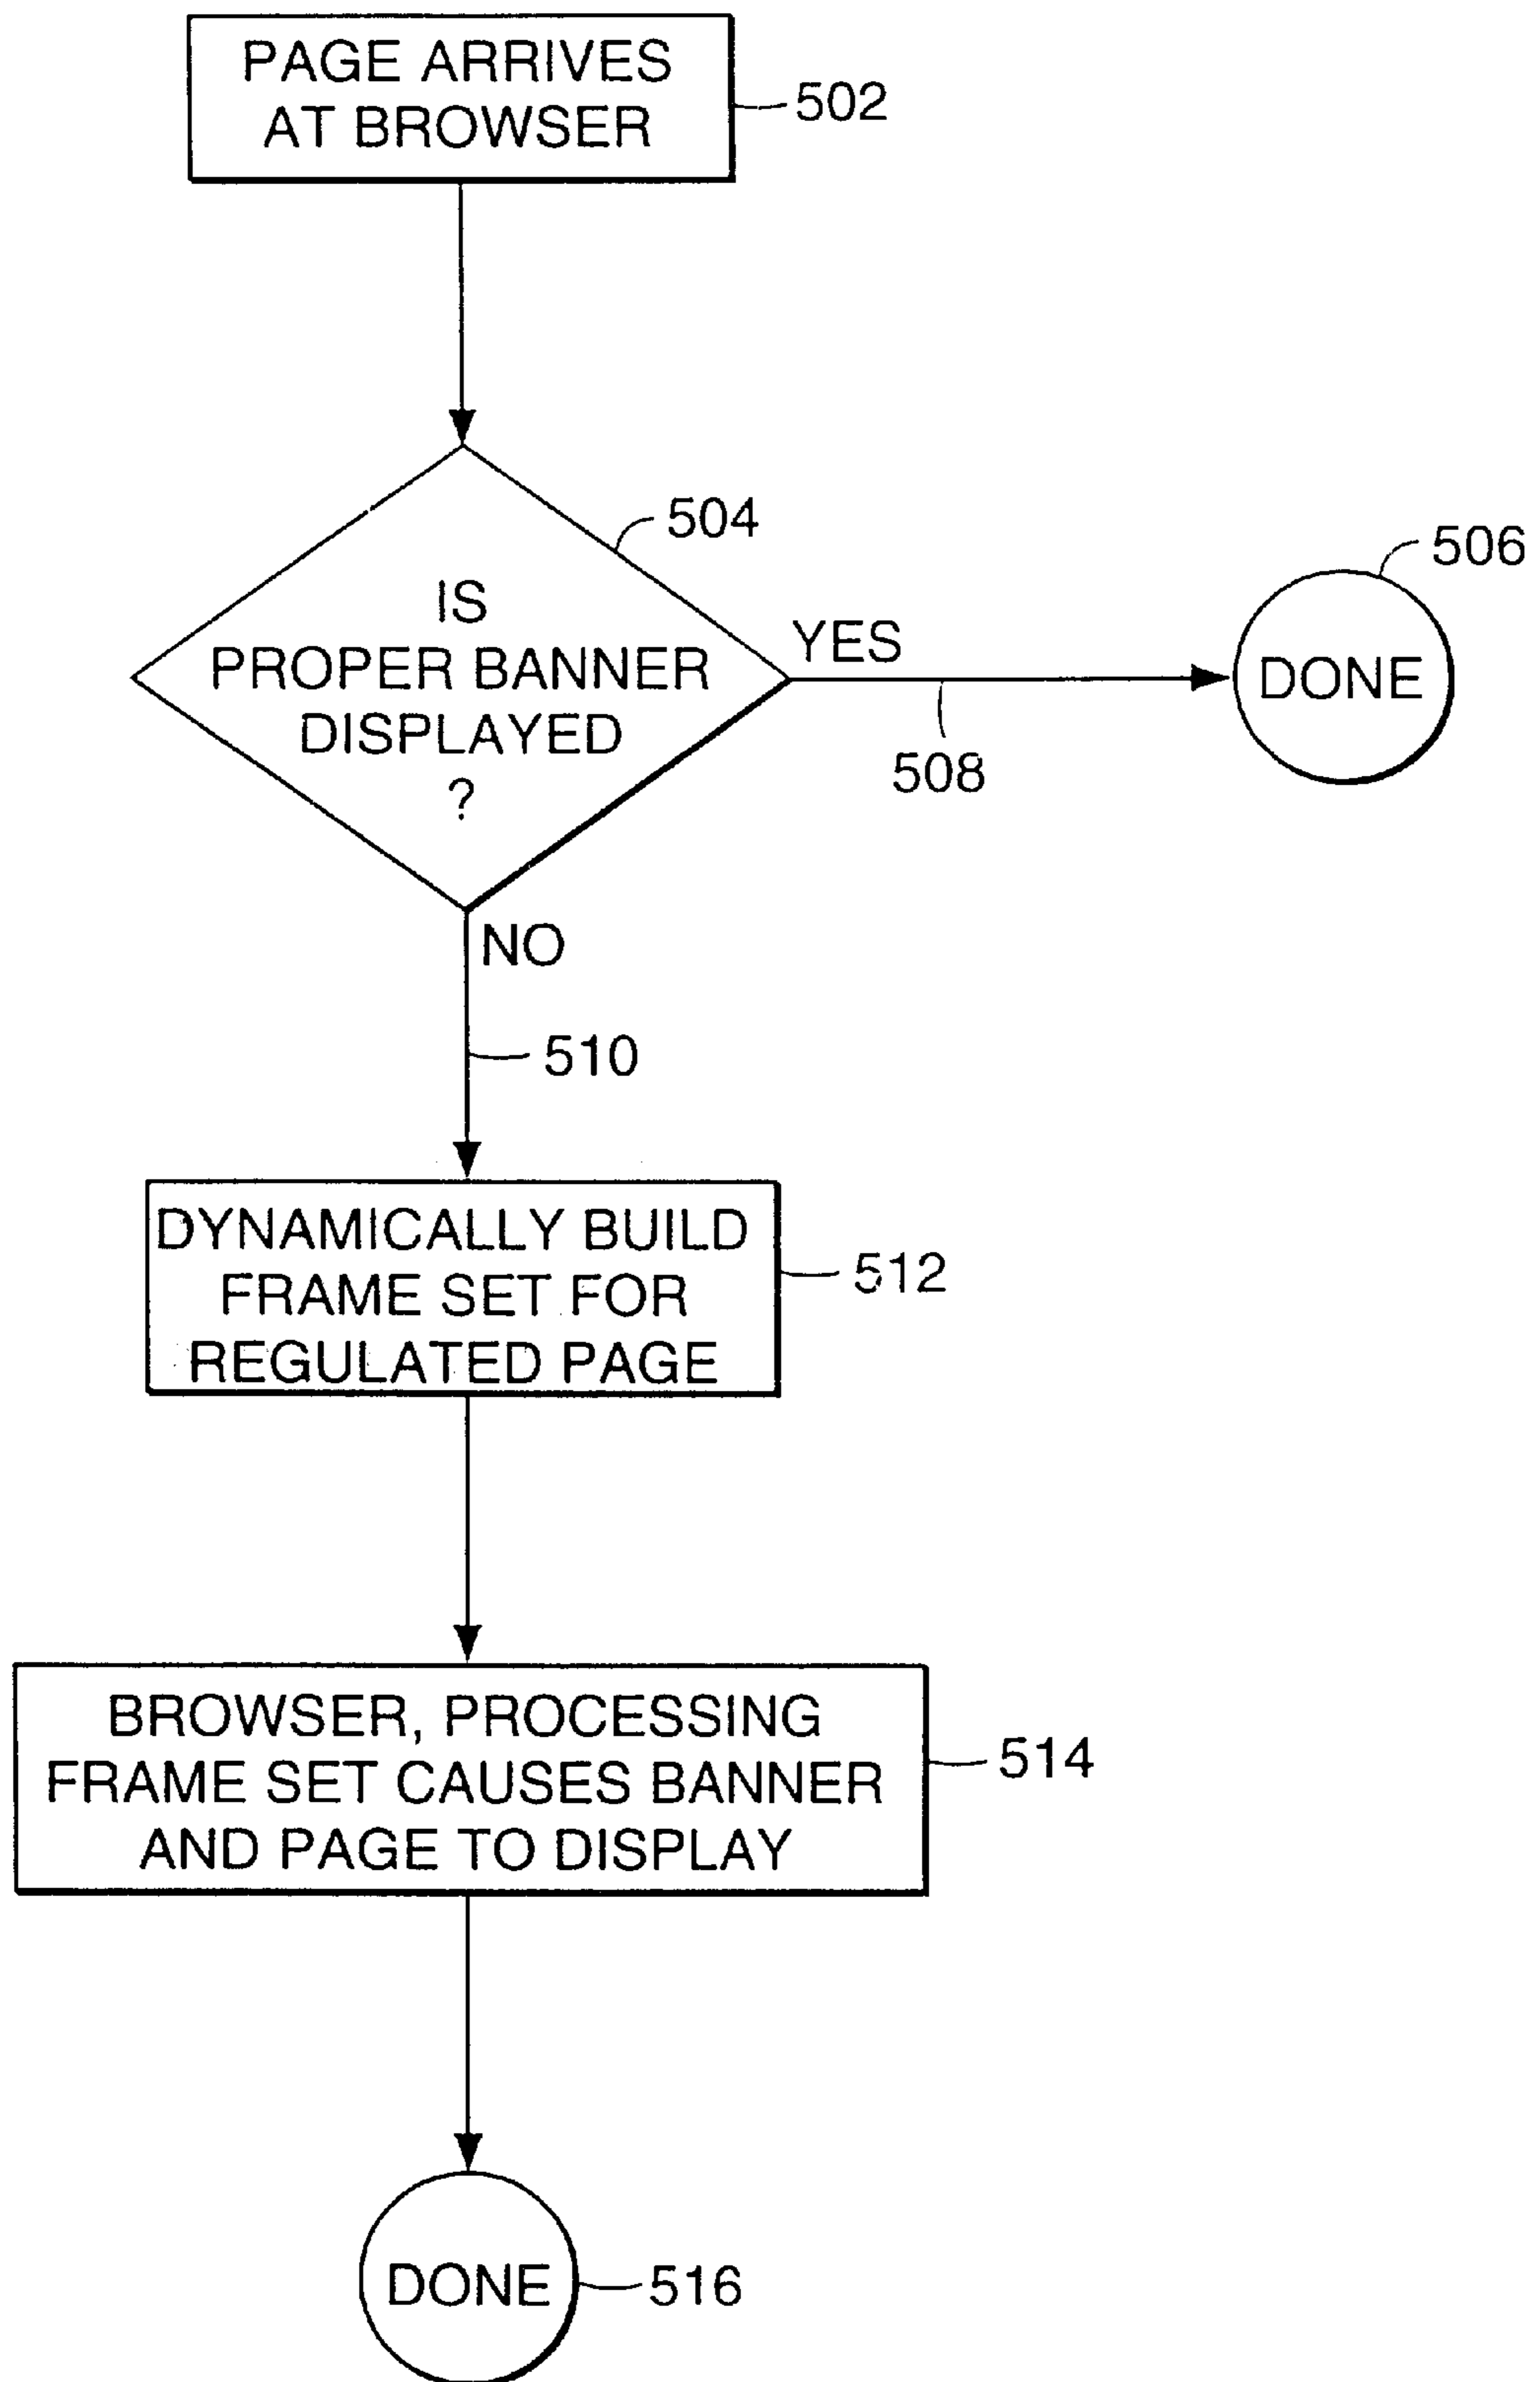 PAGE ARRIVES
AT BROWSER
502
504
IS
PROPER BANNER
DISPLAYED
?
YES
508
506
DONE
NO
510
DYNAMICALLY BUILD
FRAME SET FOR
REGULATED PAGE
512
BROWSER, PROCESSING
FRAME SET CAUSES BANNER
AND PAGE TO DISPLAY
514
DONE
516